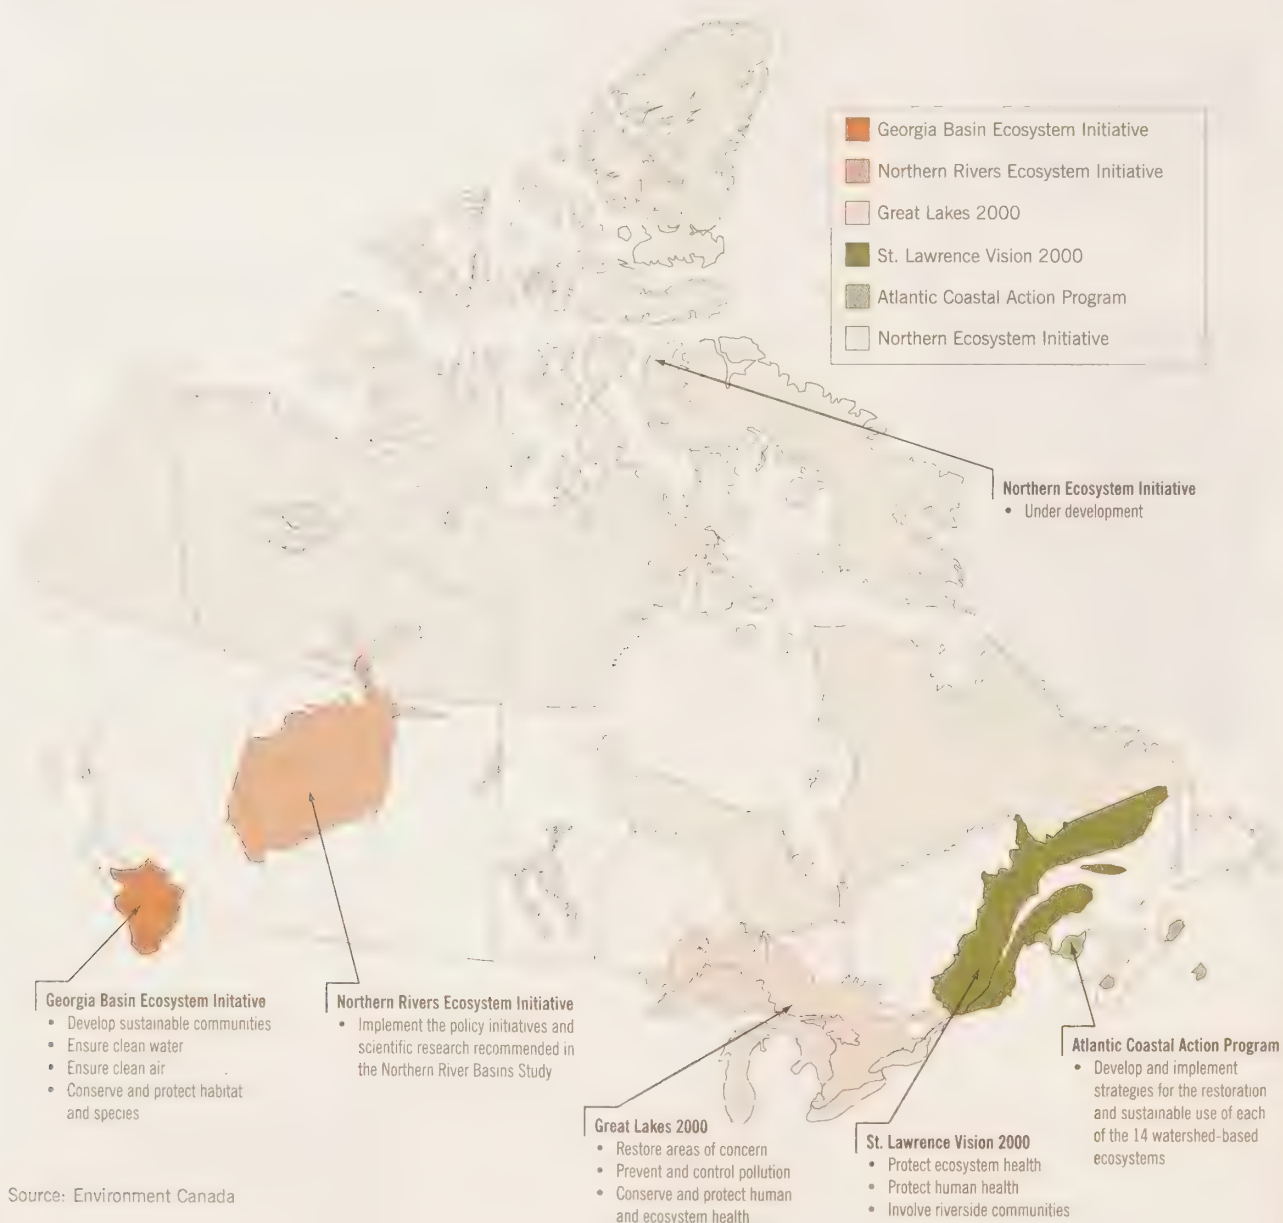 Georgia Basin Ecosystem Initiative
Northern Rivers Ecosystem Initiative
Great Lakes 2000
St. Lawrence Vision 2000
Atlantic Coastal Action Program
Northern Ecosystem Initiative
Northern Ecosystem Initiative
• Under development
Georgia Basin Ecosystem Initative
• Develop sustainable communities
• Ensure clean water
• Ensure clean air
• Conserve and protect habitat
and species
Northern Rivers Ecosystem Initiative
• Implement the policy initiatives and
scientific research recommended in
the Northern River Basins Study
Great Lakes 2000
• Restore areas of concern
• Prevent and control pollution
• Conserve and protect human
and ecosystem health
St. Lawrence Vision 2000
• Protect ecosystem health
• Protect human health
• Involve riverside communities
Atlantic Coastal Action Program
• Develop and implement
strategies for the restoration
and sustainable use of each
of the 14 watershed-based
ecosystems
Source: Environment Canada